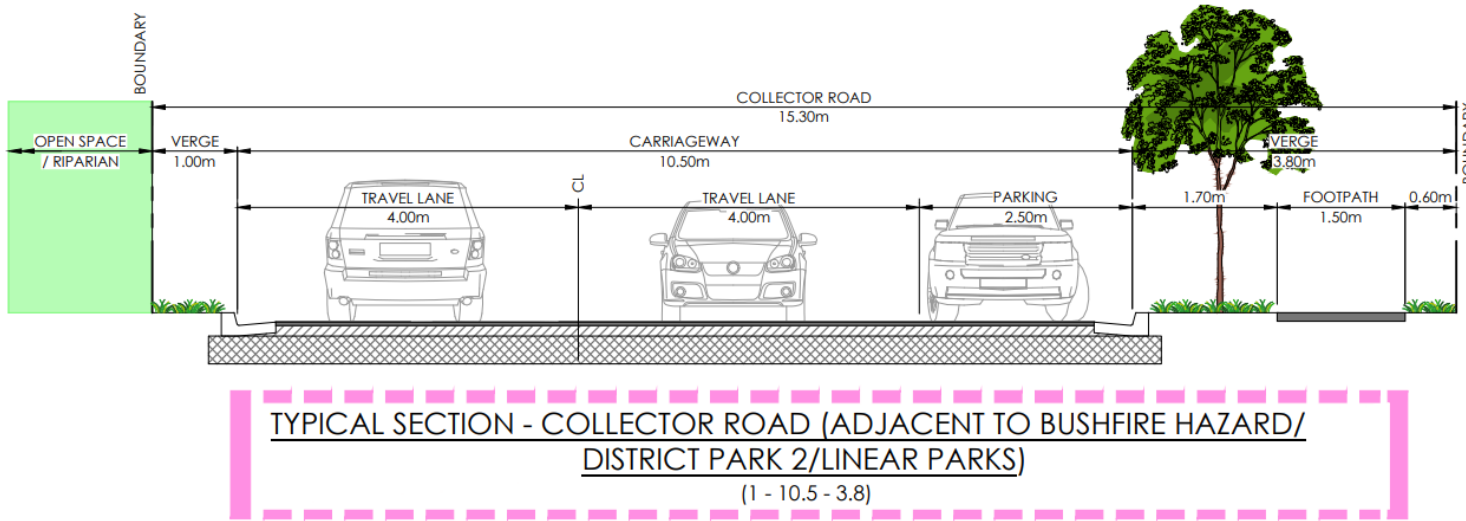 BOUNDARY
COLLECTOR ROAD
15.30m
OPEN SPACE
/ RIPARIAN
VERGE
1.00m
CARRIAGEWAY
10.50m
VERGE
3.80m
BOUNDARY
CL
TRAVEL LANE
4.00m
TRAVEL LANE
4.00m
PARKING
2.50m
1.70m
FOOTPATH
1.50m
0.60m
TYPICAL SECTION - COLLECTOR ROAD (ADJACENT TO BUSHFIRE HAZARD/
DISTRICT PARK 2/LINEAR PARKS)
(1 - 10.5 - 3.8)